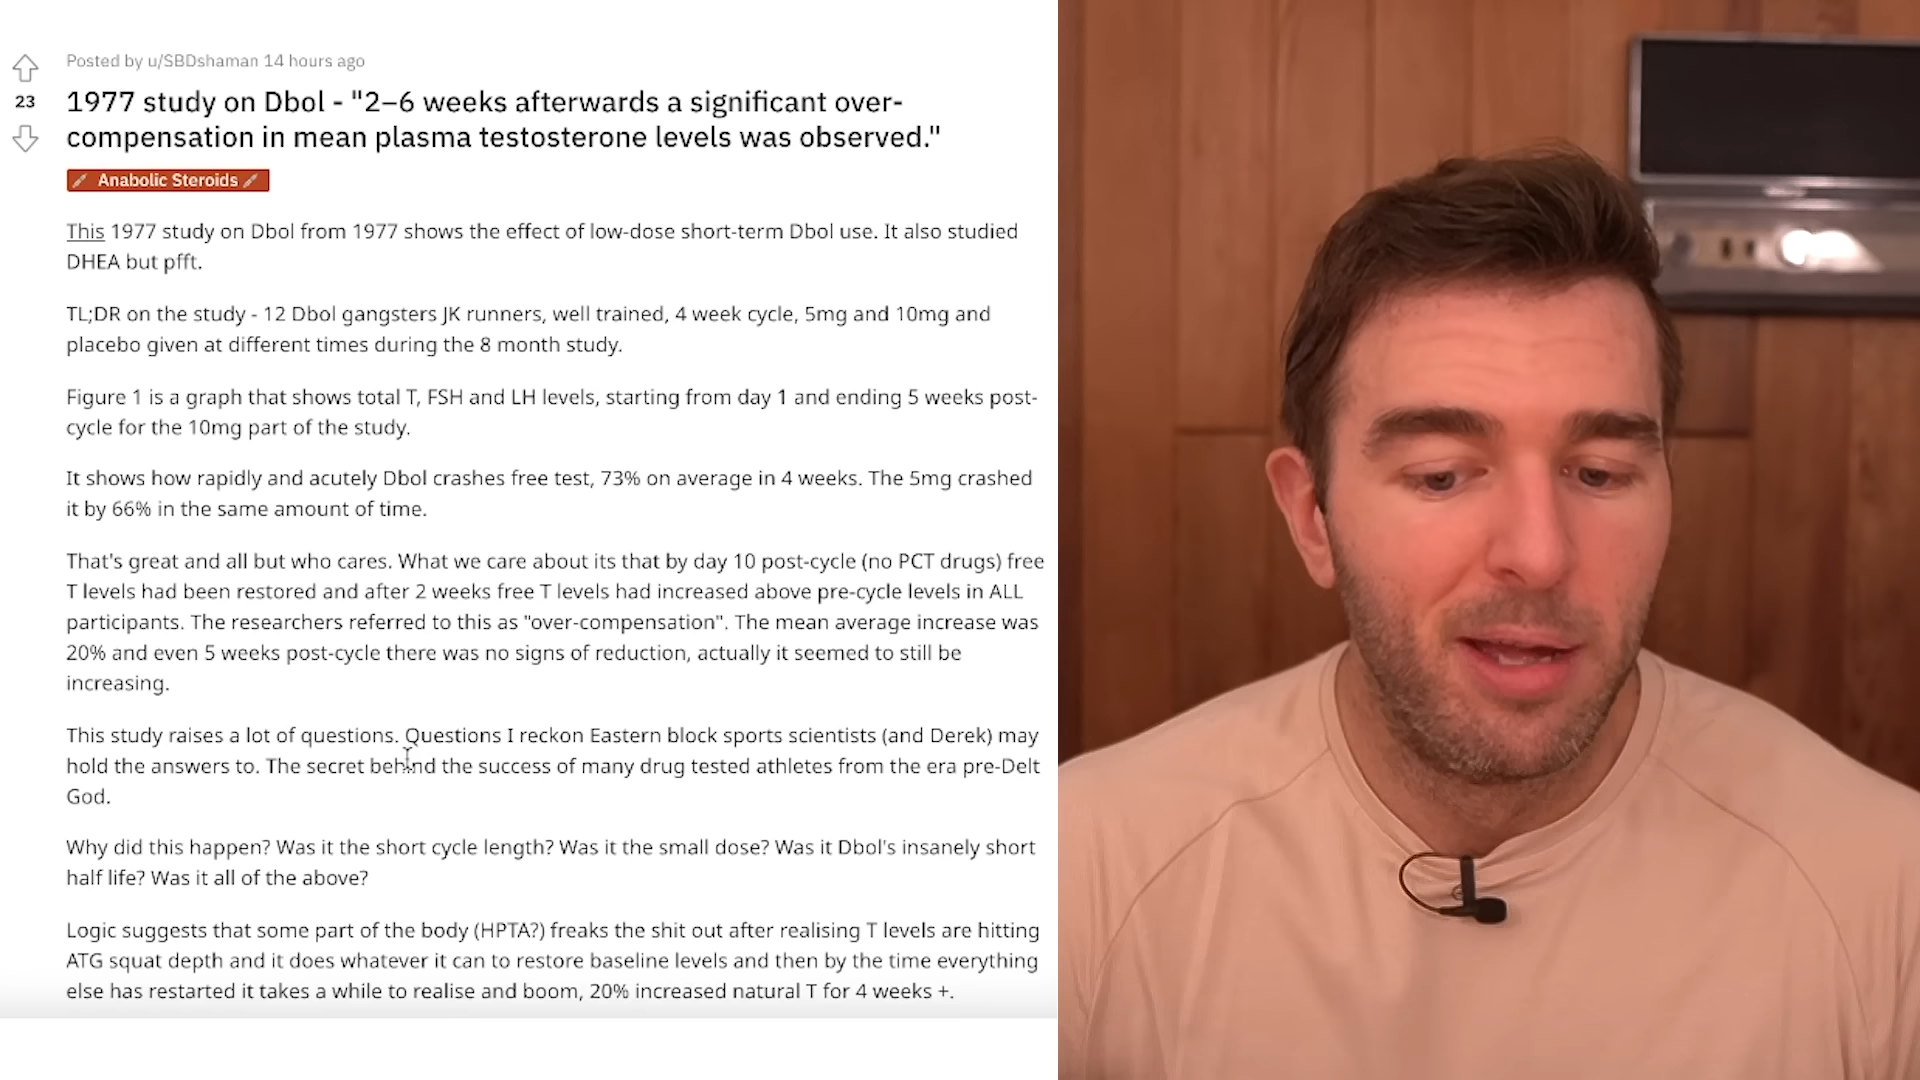 Posted by u/SBDshaman 14 hours ago
23
1977 study on Dbol - "2–6 weeks afterwards a significant over-
compensation in mean plasma testosterone levels was observed."
Anabolic Steroids
This 1977 study on Dbol from 1977 shows the effect of low-dose short-term Dbol use. It also studied
DHEA but pfft.
TL;DR on the study - 12 Dbol gangsters JK runners, well trained, 4 week cycle, 5mg and 10mg and
placebo given at different times during the 8 month study.
Figure 1 is a graph that shows total T, FSH and LH levels, starting from day 1 and ending 5 weeks post-
cycle for the 10mg part of the study.
It shows how rapidly and acutely Dbol crashes free test, 73% on average in 4 weeks. The 5mg crashed
it by 66% in the same amount of time.
That's great and all but who cares. What we care about its that by day 10 post-cycle (no PCT drugs) free
T levels had been restored and after 2 weeks free T levels had increased above pre-cycle levels in ALL
participants. The researchers referred to this as "over-compensation". The mean average increase was
20% and even 5 weeks post-cycle there was no signs of reduction, actually it seemed to still be
increasing.
This study raises a lot of questions. Questions I reckon Eastern block sports scientists (and Derek) may
hold the answers to. The secret behind the success of many drug tested athletes from the era pre-Delt
God.
Why did this happen? Was it the short cycle length? Was it the small dose? Was it Dbol's insanely short
half life? Was it all of the above?
Logic suggests that some part of the body (HPTA?) freaks the shit out after realising T levels are hitting
ATG squat depth and it does whatever it can to restore baseline levels and then by the time everything
else has restarted it takes a while to realise and boom, 20% increased natural T for 4 weeks +.